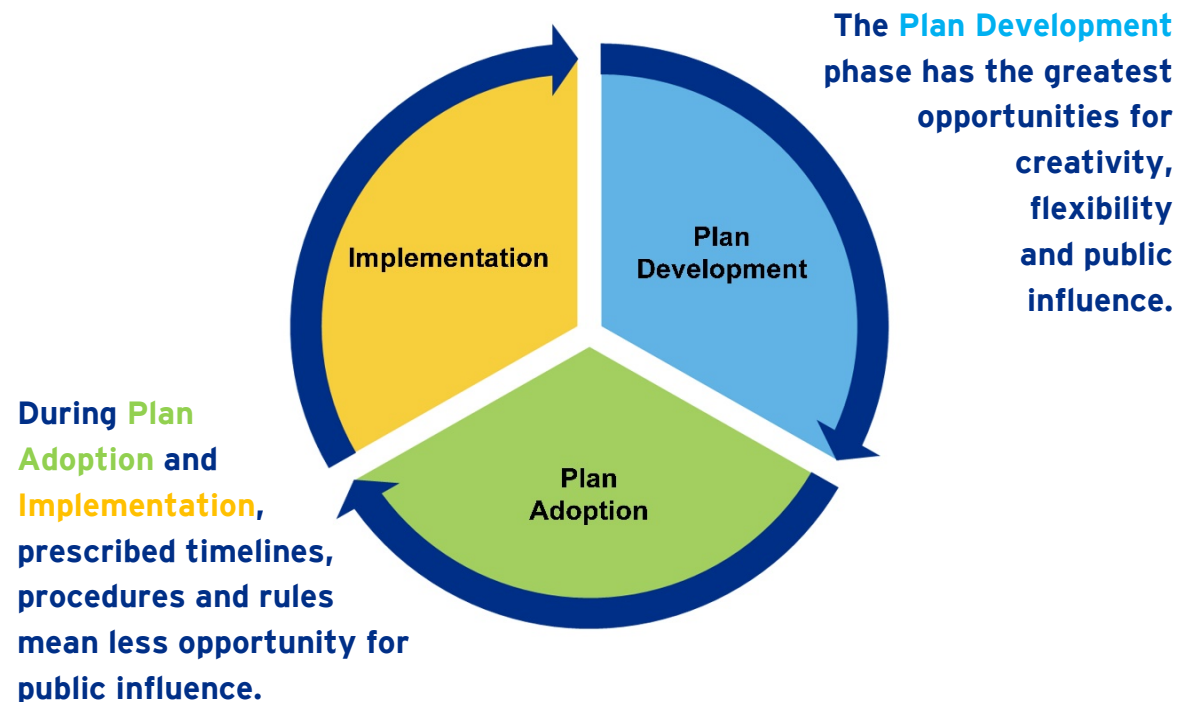 The Plan Development
phase has the greatest
opportunities for
creativity,
flexibility
and public
influence.
Implementation
Plan
Development
Plan
Adoption
During Plan
Adoption and
Implementation,
prescribed timelines,
procedures and rules
mean less opportunity for
public influence.